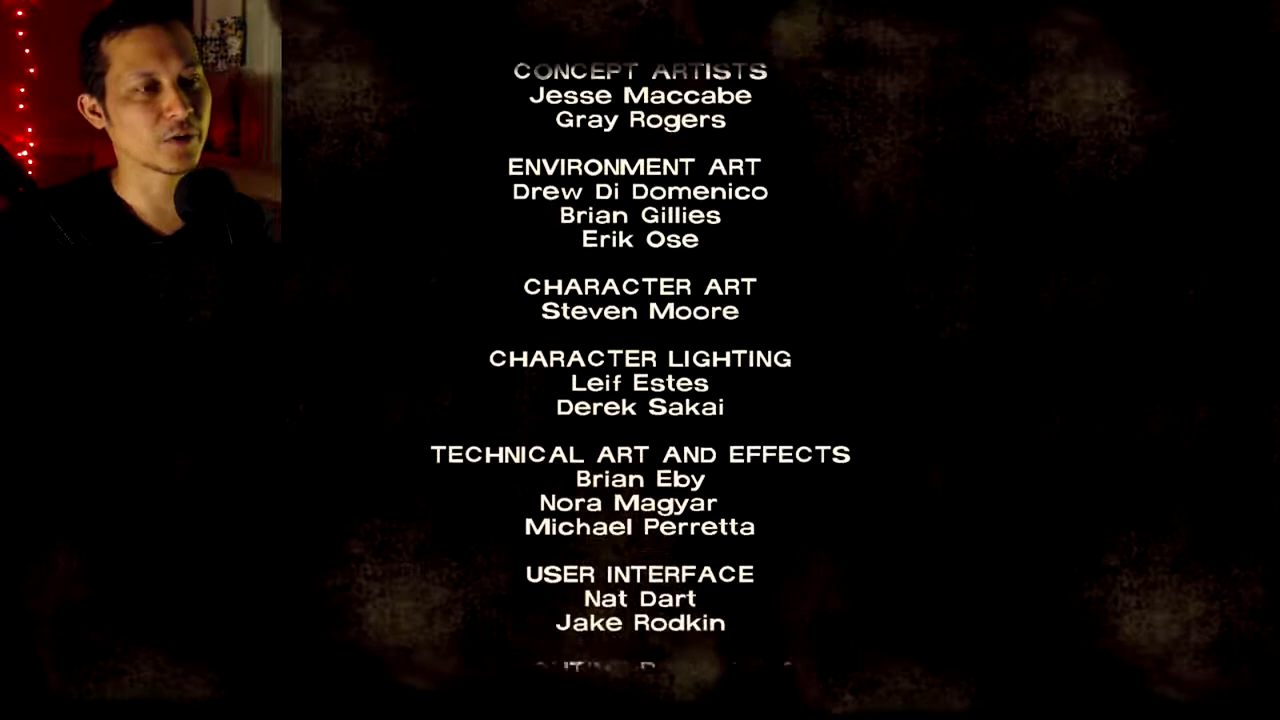 CONCEPT ARTISTS
Jesse Maccabe
Gray Rogers
ENVIRONMENT ART
Drew Di Domenico
Brian Gillies
Erik Ose
CHARACTER ART
Steven Moore
CHARACTER LIGHTING
Leif Estes
Derek Sakai
TECHNICAL ART AND EFFECTS
Brian Eby
Nora Magyar
Michael Perretta
USER INTERFACE
Nat Dart
Jake Rodkin